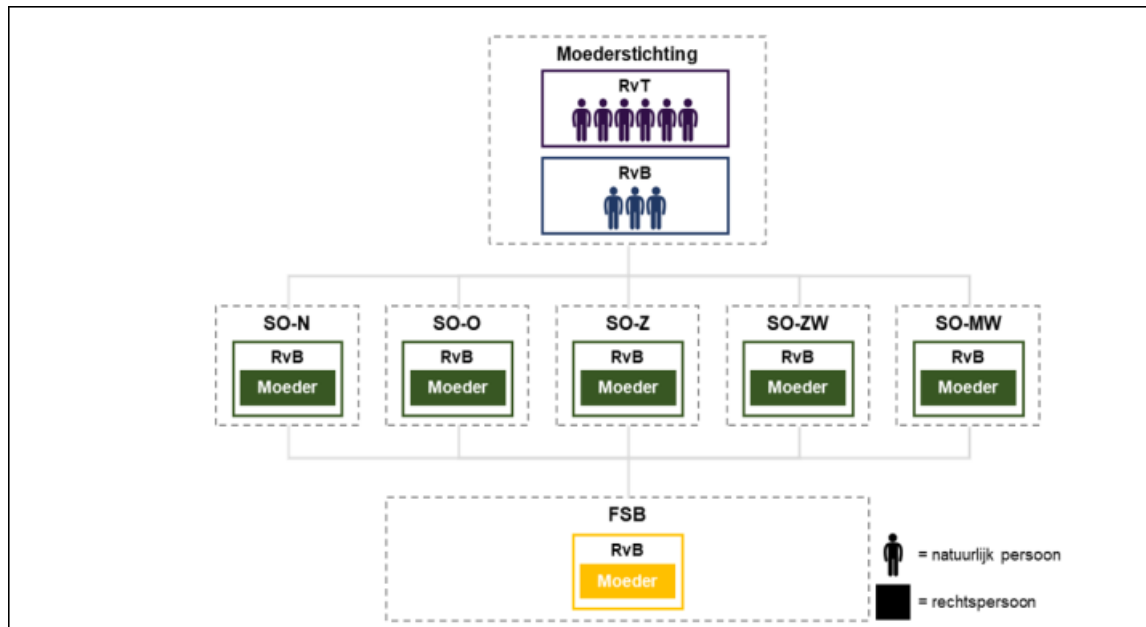 Moederstichting
RvT
RvB
SO-N
SO-O
SO-Z
SO-ZW
SO-MW
RvB
RvB
RvB
RvB
RvB
Moeder
Moeder
Moeder
Moeder
Moeder
FSB
RvB
Moeder
= natuurlijk persoon
= rechtspersoon